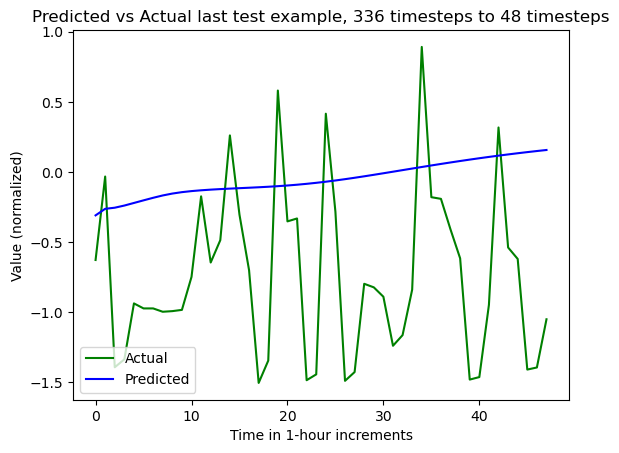 Predicted vs Actual last test example, 336 timesteps to 48 timesteps
1.0
0.5
0.0
−0.5
−1.0
−1.5
Value (normalized)
Actual
Predicted
0 10 20 30 40
Time in 1-hour increments